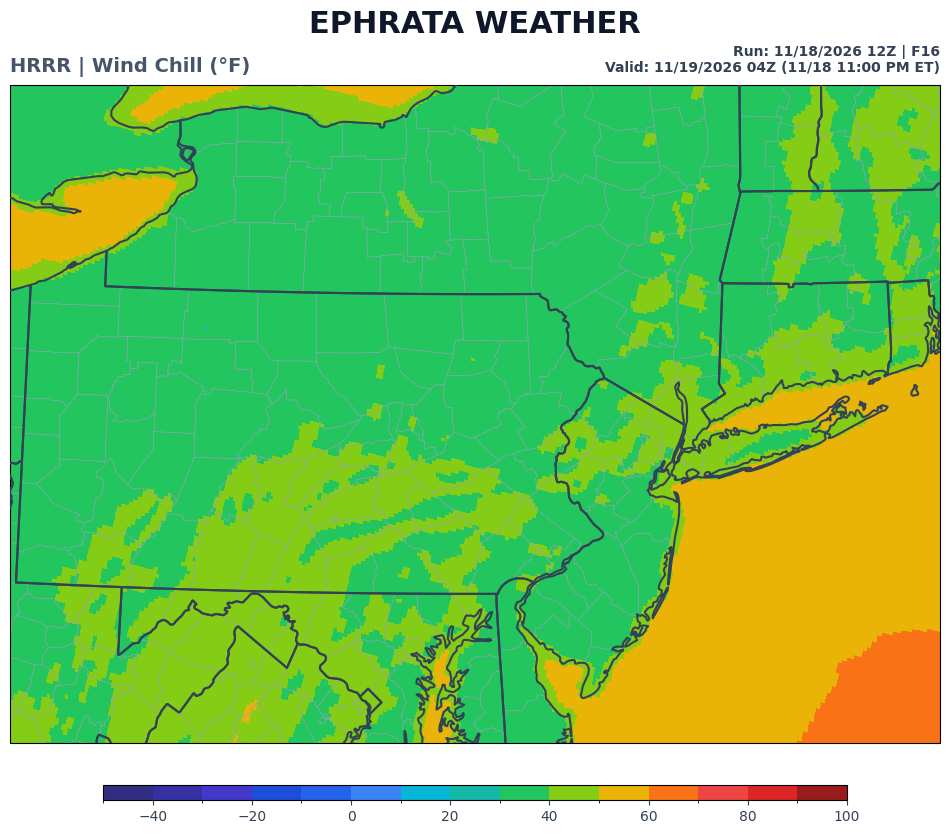 EPHRATA WEATHER
HRRR | Wind Chill (°F)
Run: 11/18/2026 12Z | F16
Valid: 11/19/2026 04Z (11/18 11:00 PM ET)
−40 −20 0 20 40 60 80 100